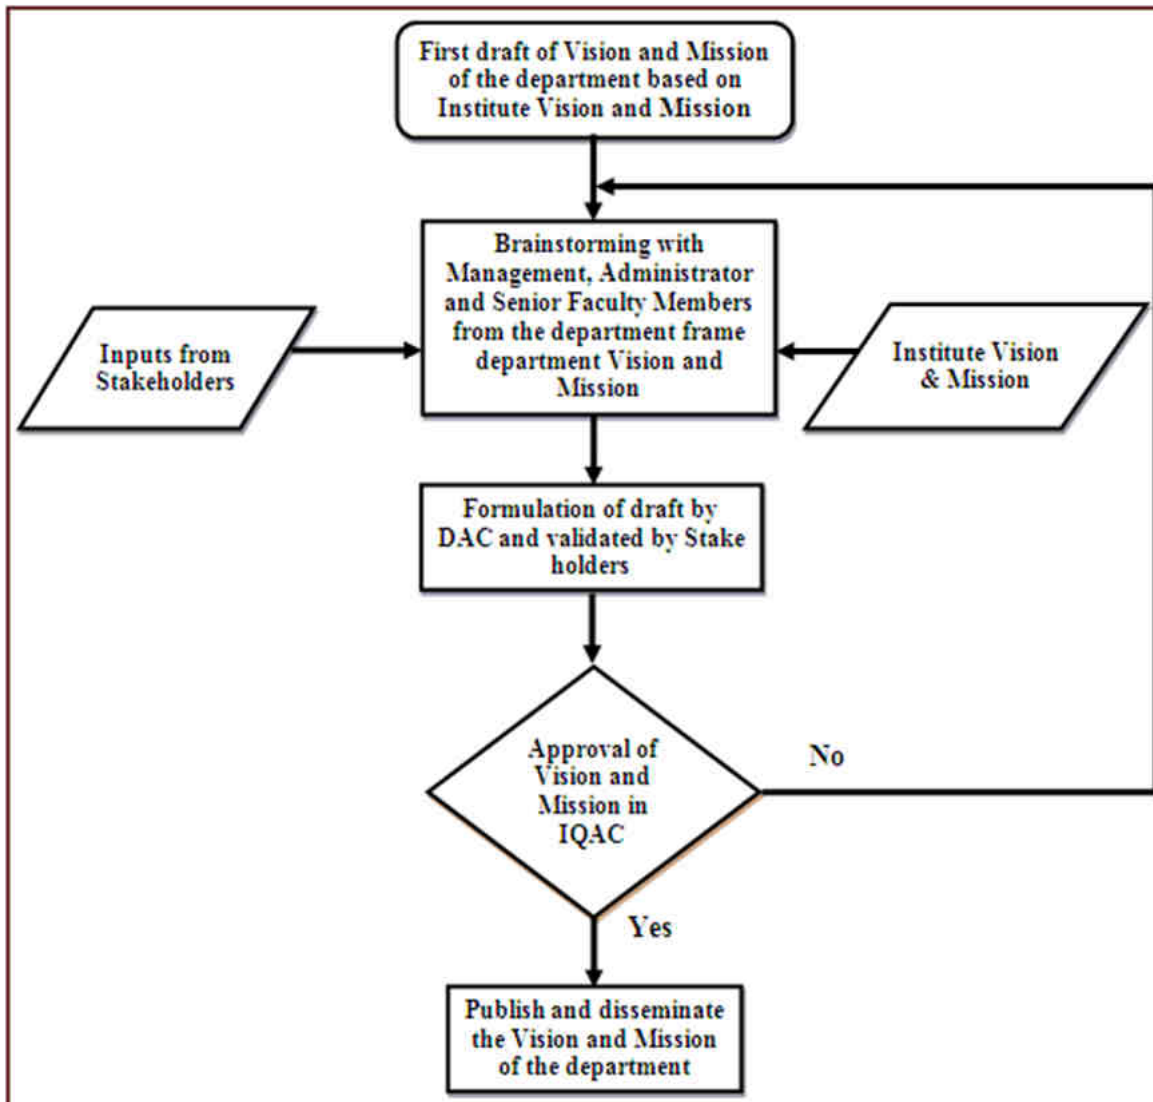 First draft of Vision and Mission
of the department based on
Institute Vision and Mission
Brainstorming with
Management, Administrator
and Senior Faculty Members
from the department frame
department Vision and
Mission
Inputs from
Stakeholders
Institute Vision
& Mission
Formulation of draft by
DAC and validated by Stake
holders
Approval of
Vision and
Mission in
IQAC
No
Yes
Publish and disseminate
the Vision and Mission
of the department